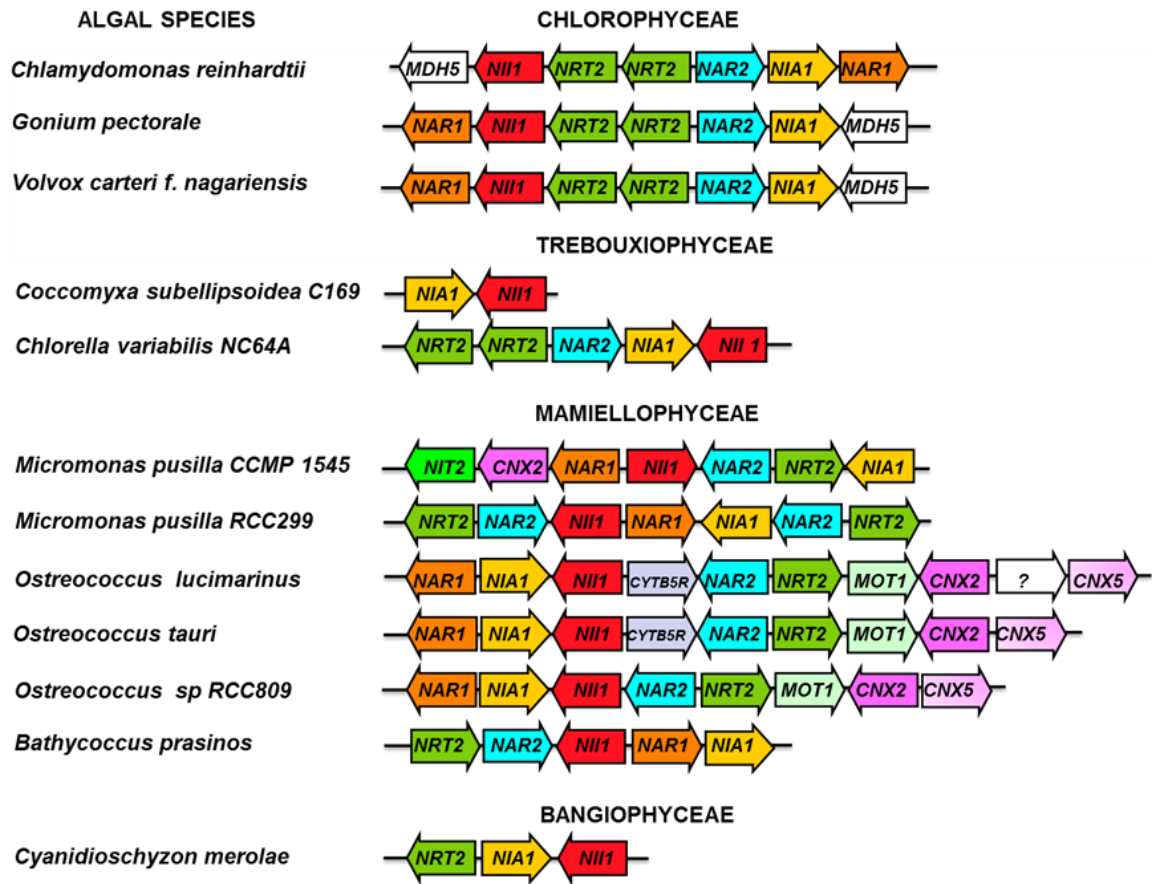 ALGAL SPECIES CHLOROPHYCEAE
Chlamydomonas reinhardtii MDH5 NII1 NRT2 NRT2 NAR2 NIA1 NAR1
Gonium pectorale NAR1 NII1 NRT2 NRT2 NAR2 NIA1 MDH5
Volvox carteri f. nagariensis NAR1 NII1 NRT2 NRT2 NAR2 NIA1 MDH5
TREBOUXIOPHYCEAE
Coccomyxa subellipsoidea C169 NIA1 NII1
Chlorella variabilis NC64A NRT2 NRT2 NAR2 NIA1 NII 1
MAMIELLOPHYCEAE
Micromonas pusilla CCMP 1545 NIT2 CNX2 NAR1 NII1 NAR2 NRT2 NIA1
Micromonas pusilla RCC299 NRT2 NAR2 NII1 NAR1 NIA1 NAR2 NRT2
Ostreococcus lucimarinus NAR1 NIA1 NII1 CYTB5R NAR2 NRT2 MOT1 CNX2 ? CNX5
Ostreococcus tauri NAR1 NIA1 NII1 CYTB5R NAR2 NRT2 MOT1 CNX2 CNX5
Ostreococcus sp RCC809 NAR1 NIA1 NII1 NAR2 NRT2 MOT1 CNX2 CNX5
Bathycoccus prasinos NRT2 NAR2 NII1 NAR1 NIA1
BANGIOPHYCEAE
Cyanidioschyzon merolae NRT2 NIA1 NII1